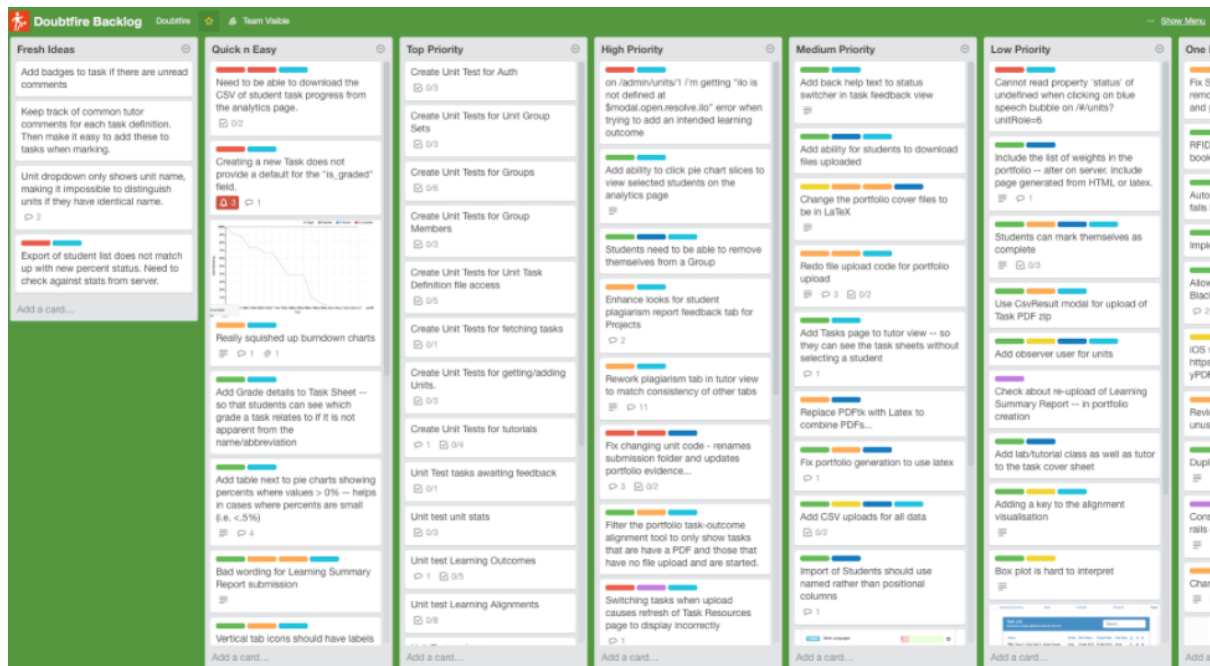 Doubtfire Backlog Doubtfire Team Visible
Show Menu
Fresh Ideas
Add badges to task if there are unread
comments
Keep track of common tutor
comments for each task definition.
Then make it easy to add these to
tasks when marking.
Unit dropdown only shows unit name,
making it impossible to distinguish
units if they have identical name.
2
Export of student list does not match
up with new percent status. Need to
check against stats from server.
Add a card...
Quick n Easy
Need to be able to download the
CSV of student task progress from
the analytics page.
0/2
Creating a new Task does not
provide a default for the "is_graded"
field.
3 1
Really squished up burndown charts
1 1
Add Grade details to Task Sheet --
so that students can see which
grade a task relates to if it is not
apparent from the
name/abbreviation
Add table next to pie charts showing
percents where values > 0% -- helps
in cases where percents are small
(i.e. <.5%)
4
Bad wording for Learning Summary
Report submission
Vertical tab icons should have labels
Add a card...
Top Priority
Create Unit Test for Auth
0/3
Create Unit Tests for Unit Group
Sets
0/3
Create Unit Tests for Groups
0/6
Create Unit Tests for Group
Members
0/3
Create Unit Tests for Unit Task
Definition file access
0/5
Create Unit Tests for fetching tasks
0/1
Create Unit Tests for getting/adding
Units.
0/3
Create Unit Tests for tutorials
1 0/4
Unit Test tasks awaiting feedback
0/1
Unit test unit stats
0/3
Unit test Learning Outcomes
1 0/5
Unit test Learning Alignments
0/8
Add a card...
High Priority
on /admin/units/1 i'm getting "ilo is
not defined at
$modal.open.resolve.ilo" error when
trying to add an intended learning
outcome
Add ability to click pie chart slices to
view selected students on the
analytics page
Students need to be able to remove
themselves from a Group
Enhance looks for student
plagiarism report feedback tab for
Projects
2
Rework plagiarism tab in tutor view
to match consistency of other tabs
11
Fix changing unit code - renames
submission folder and updates
portfolio evidence...
3 0/2
Filter the portfolio task-outcome
alignment tool to only show tasks
that are have a PDF and those that
have no file upload and are started.
Switching tasks when upload
causes refresh of Task Resources
page to display incorrectly
1
Add a card...
Medium Priority
Add back help text to status
switcher in task feedback view
Add ability for students to download
files uploaded
Change the portfolio cover files to
be in LaTeX
Redo file upload code for portfolio
upload
3 0/2
Add Tasks page to tutor view -- so
they can see the task sheets without
selecting a student
1
Replace PDFtk with Latex to
combine PDFs...
Fix portfolio generation to use latex
1
Add CSV uploads for all data
0/2
Import of Students should use
named rather than positional
columns
1
Add a card...
Low Priority
Cannot read property 'status' of
undefined when clicking on blue
speech bubble on /#/units?
unitRole=6
Include the list of weights in the
portfolio -- alter on server. Include
page generated from HTML or latex.
1
Students can mark themselves as
complete
0/3
Use CsvResult modal for upload of
Task PDF zip
Add observer user for units
Check about re-upload of Learning
Summary Report -- in portfolio
creation
Add lab/tutorial class as well as tutor
to the task cover sheet
Adding a key to the alignment
visualisation
Box plot is hard to interpret
Task List
Add a card...
One
Fix S
remo
and
RFID
book
Auto
fails
Imple
Allow
Blac
2
iOS
https
yPDF
Revi
unus
Dupl
Cons
rails
Char
Add a